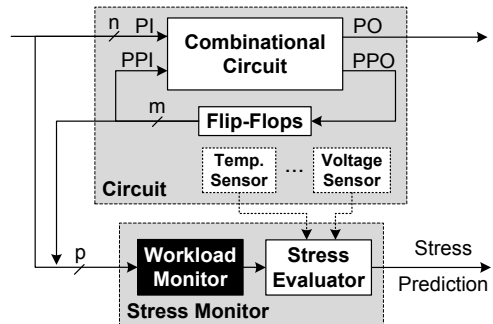 n PI
Combinational
Circuit
PO
PPI
PPO
m
Flip-Flops
Temp.
Sensor
...
Voltage
Sensor
Circuit
p
Workload
Monitor
Stress
Evaluator
Stress
Prediction
Stress Monitor